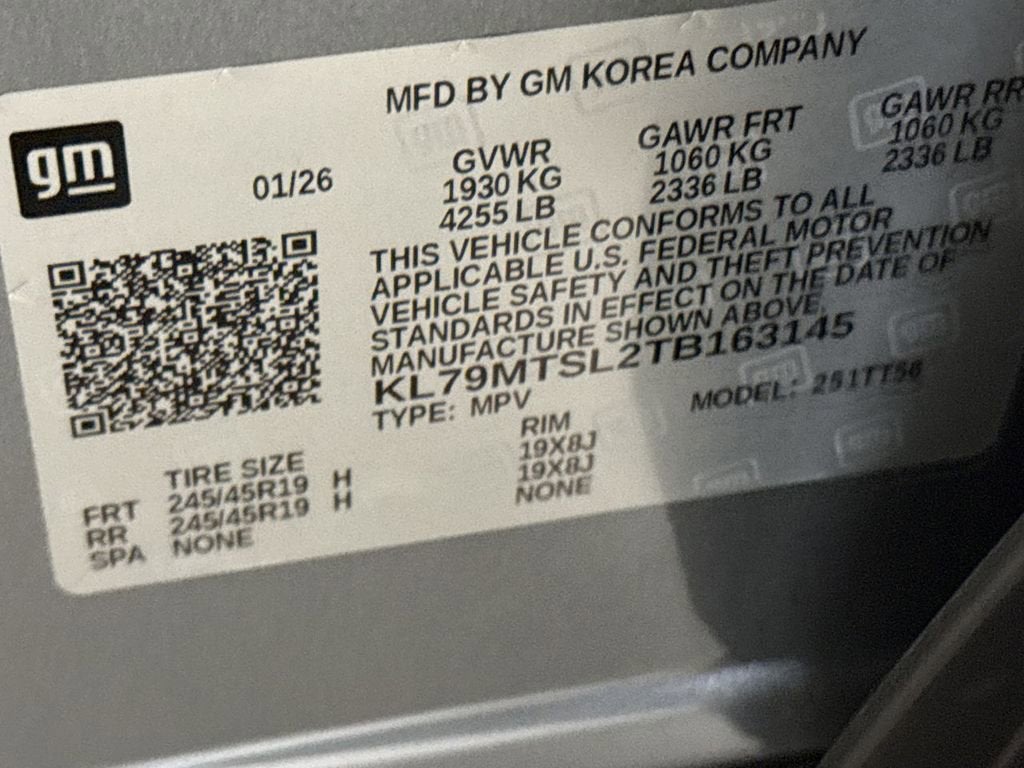 MFD BY GM KOREA COMPANY
gm
01/26
GVWR GAWR FRT GAWR RR
1930 KG 1060 KG 1060 KG
4255 LB 2336 LB 2336 LB
THIS VEHICLE CONFORMS TO ALL
APPLICABLE U.S. FEDERAL MOTOR
VEHICLE SAFETY AND THEFT PREVENTION
STANDARDS IN EFFECT ON THE DATE OF
MANUFACTURE SHOWN ABOVE.
KL79MTSL2TB163145
TYPE: MPV MODEL:
TIRE SIZE RIM
FRT 245/45R19 H 19X8J
RR 245/45R19 H 19X8J
SPA NONE NONE